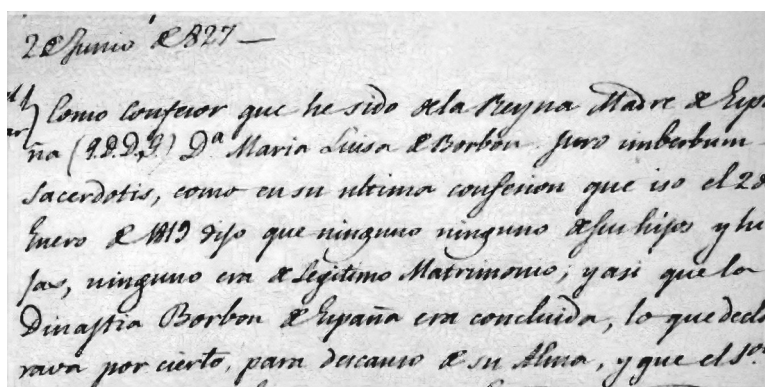 2 de Junio de 1827 —
Como Confesor que he sido de la Reyna Madre de Espa
ña (q.D.D.g.) Dª Maria Luisa de Borbon. Juro imberbum
Sacerdotis, como en su ultima confesion que iso el 2 de
Enero de 1819 dijo que ninguno ninguno de sus hijos y hi
jas, ninguno era de legitimo Matrimonio; y asi que la
Dinastia Borbon de España era concluida, lo que decla
rava por cierto, para descanso de su Alma, y que el Sor.